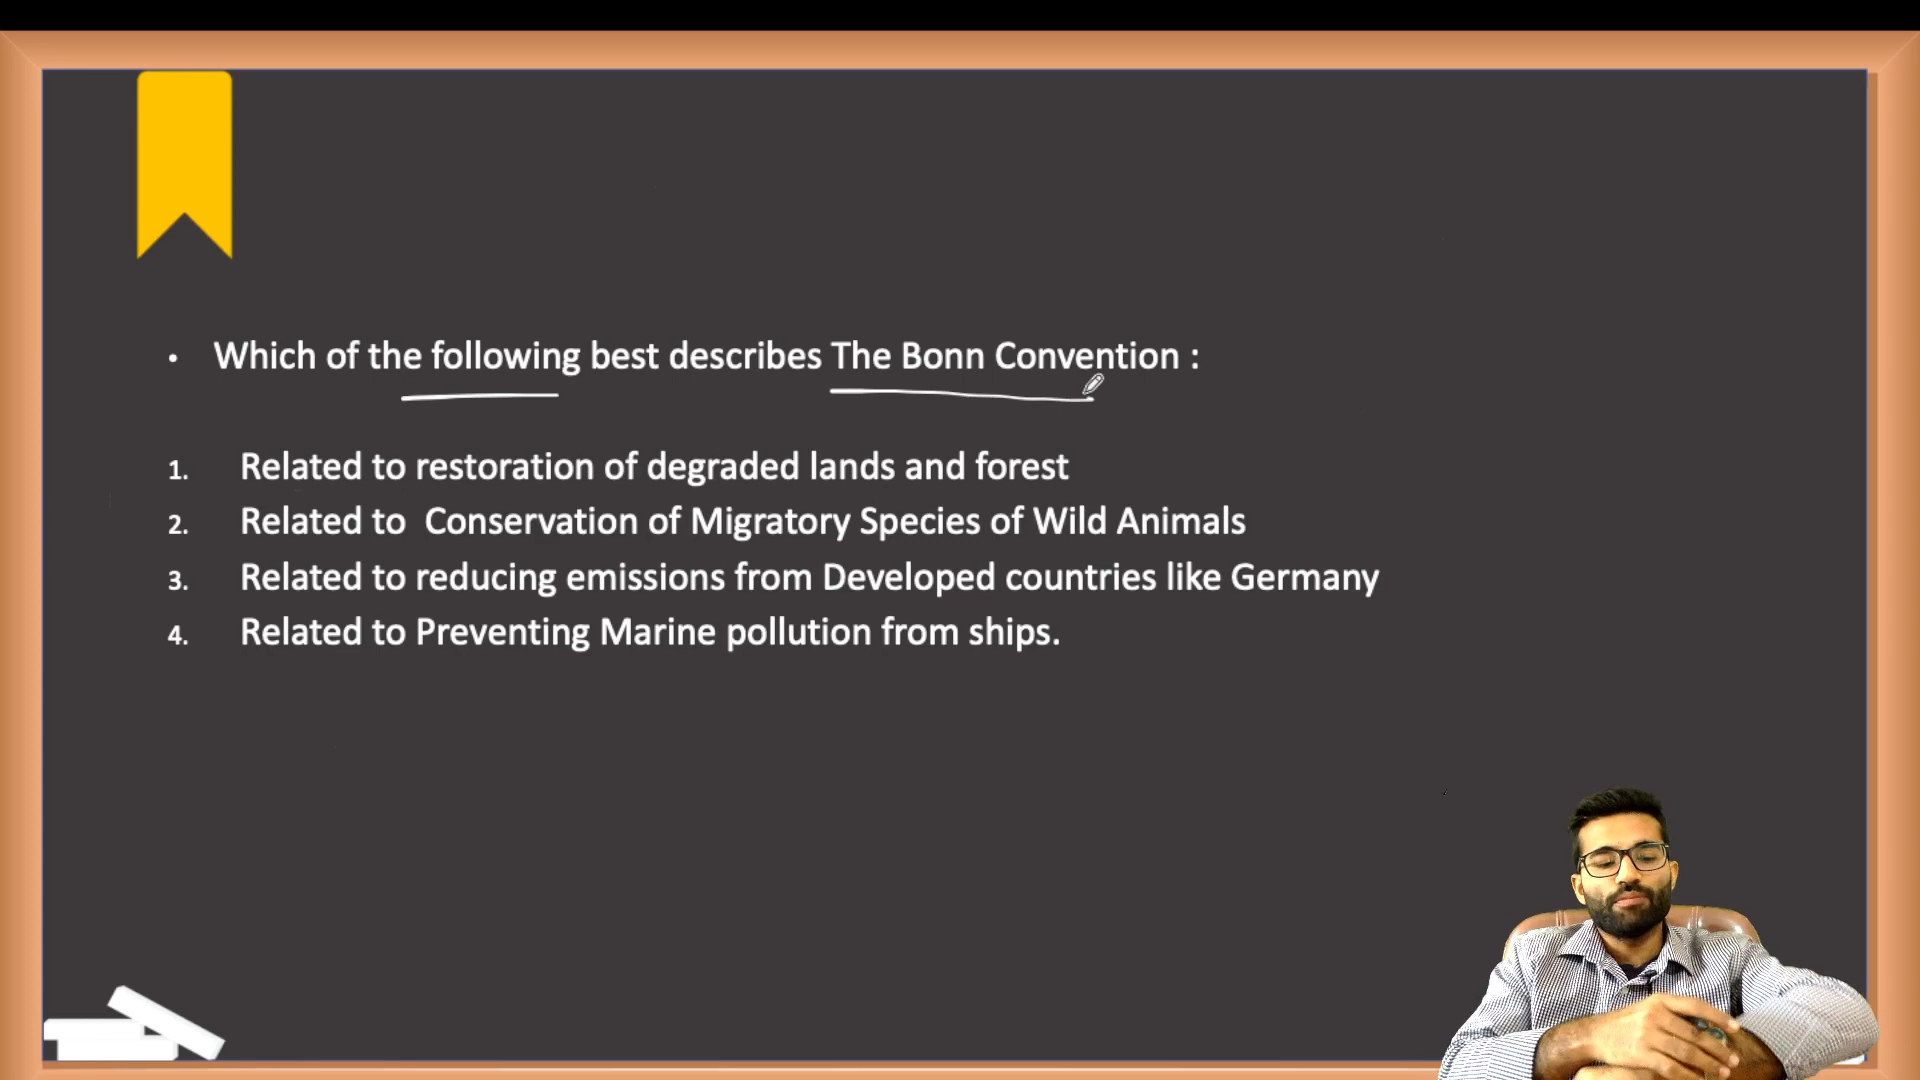 • Which of the following best describes The Bonn Convention :
1. Related to restoration of degraded lands and forest
2. Related to Conservation of Migratory Species of Wild Animals
3. Related to reducing emissions from Developed countries like Germany
4. Related to Preventing Marine pollution from ships.